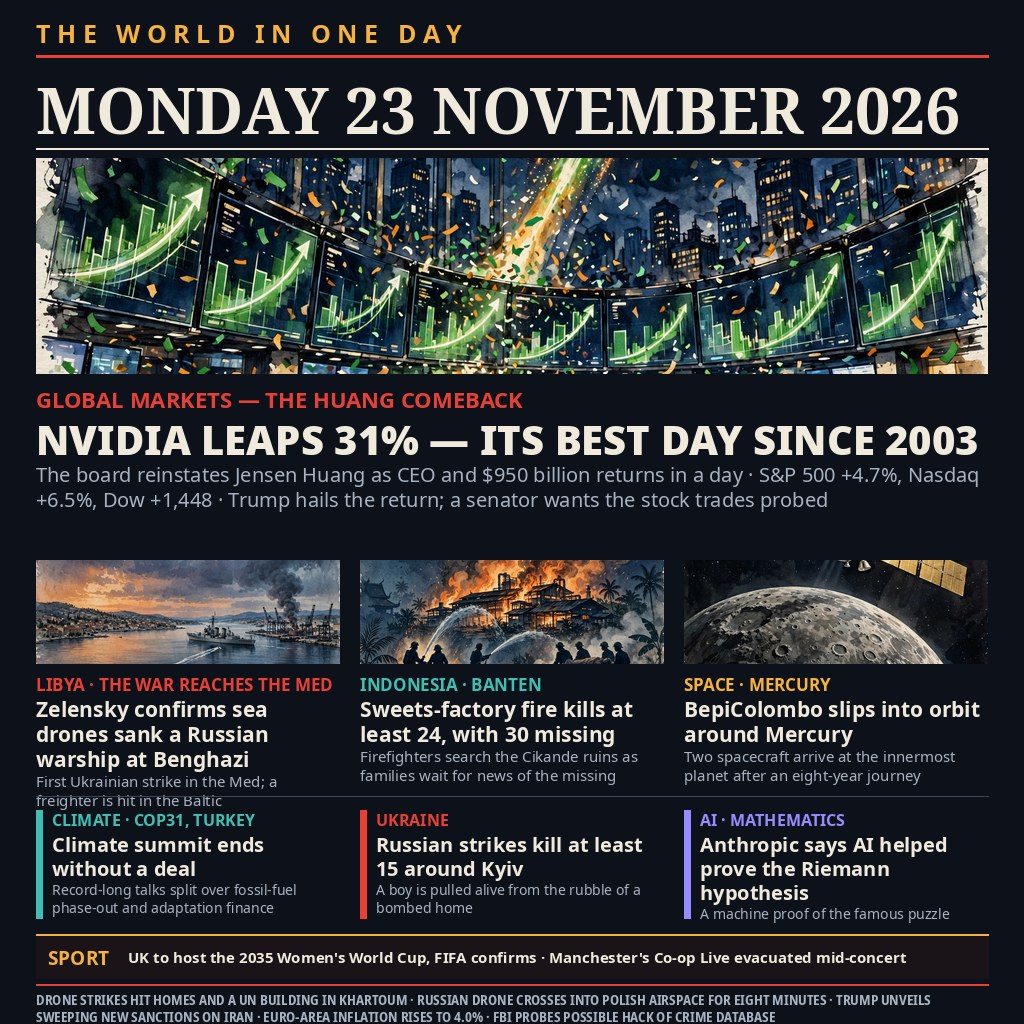 THE WORLD IN ONE DAY
MONDAY 23 NOVEMBER 2026
GLOBAL MARKETS — THE HUANG COMEBACK
NVIDIA LEAPS 31% — ITS BEST DAY SINCE 2003
The board reinstates Jensen Huang as CEO and $950 billion returns in a day · S&P 500 +4.7%, Nasdaq
+6.5%, Dow +1,448 · Trump hails the return; a senator wants the stock trades probed
LIBYA · THE WAR REACHES THE MED
Zelensky confirms sea
drones sank a Russian
warship at Benghazi
First Ukrainian strike in the Med; a
freighter is hit in the Baltic
INDONESIA · BANTEN
Sweets-factory fire kills at
least 24, with 30 missing
Firefighters search the Cikande ruins as
families wait for news of the missing
SPACE · MERCURY
BepiColombo slips into orbit
around Mercury
Two spacecraft arrive at the innermost
planet after an eight-year journey
CLIMATE · COP31, TURKEY
Climate summit ends
without a deal
Record-long talks split over fossil-fuel
phase-out and adaptation finance
UKRAINE
Russian strikes kill at least
15 around Kyiv
A boy is pulled alive from the rubble of a
bombed home
AI · MATHEMATICS
Anthropic says AI helped
prove the Riemann
hypothesis
A machine proof of the famous puzzle
SPORT
UK to host the 2035 Women's World Cup, FIFA confirms · Manchester's Co-op Live evacuated mid-concert
DRONE STRIKES HIT HOMES AND A UN BUILDING IN KHARTOUM · RUSSIAN DRONE CROSSES INTO POLISH AIRSPACE FOR EIGHT MINUTES · TRUMP UNVEILS
SWEEPING NEW SANCTIONS ON IRAN · EURO-AREA INFLATION RISES TO 4.0% · FBI PROBES POSSIBLE HACK OF CRIME DATABASE